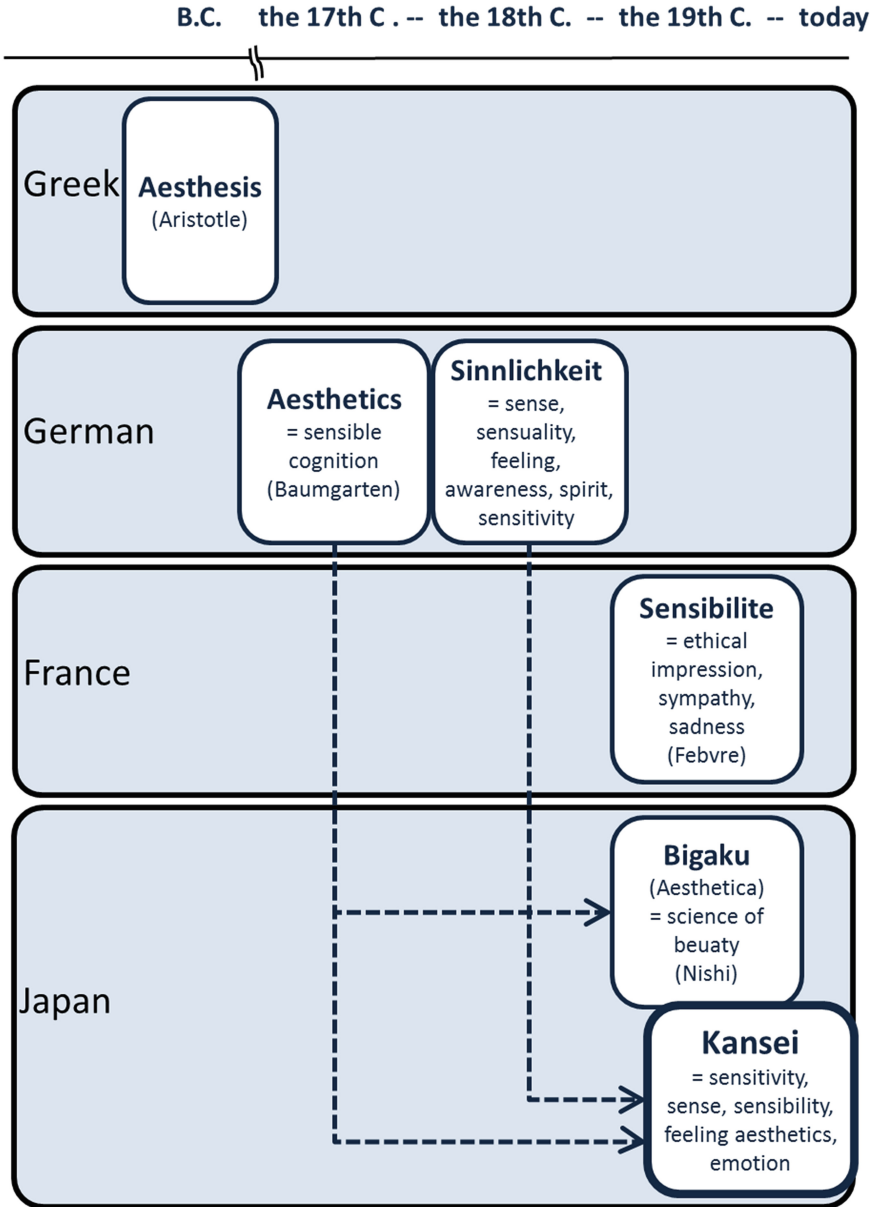 B.C. the 17th C . -- the 18th C. -- the 19th C. -- today
Greek
Aesthesis
(Aristotle)
German
Aesthetics
= sensible
cognition
(Baumgarten)
Sinnlichkeit
= sense,
sensuality,
feeling,
awareness, spirit,
sensitivity
France
Sensibilite
= ethical
impression,
sympathy,
sadness
(Febvre)
Japan
Bigaku
(Aesthetica)
= science of
beuaty
(Nishi)
Kansei
= sensitivity,
sense, sensibility,
feeling aesthetics,
emotion